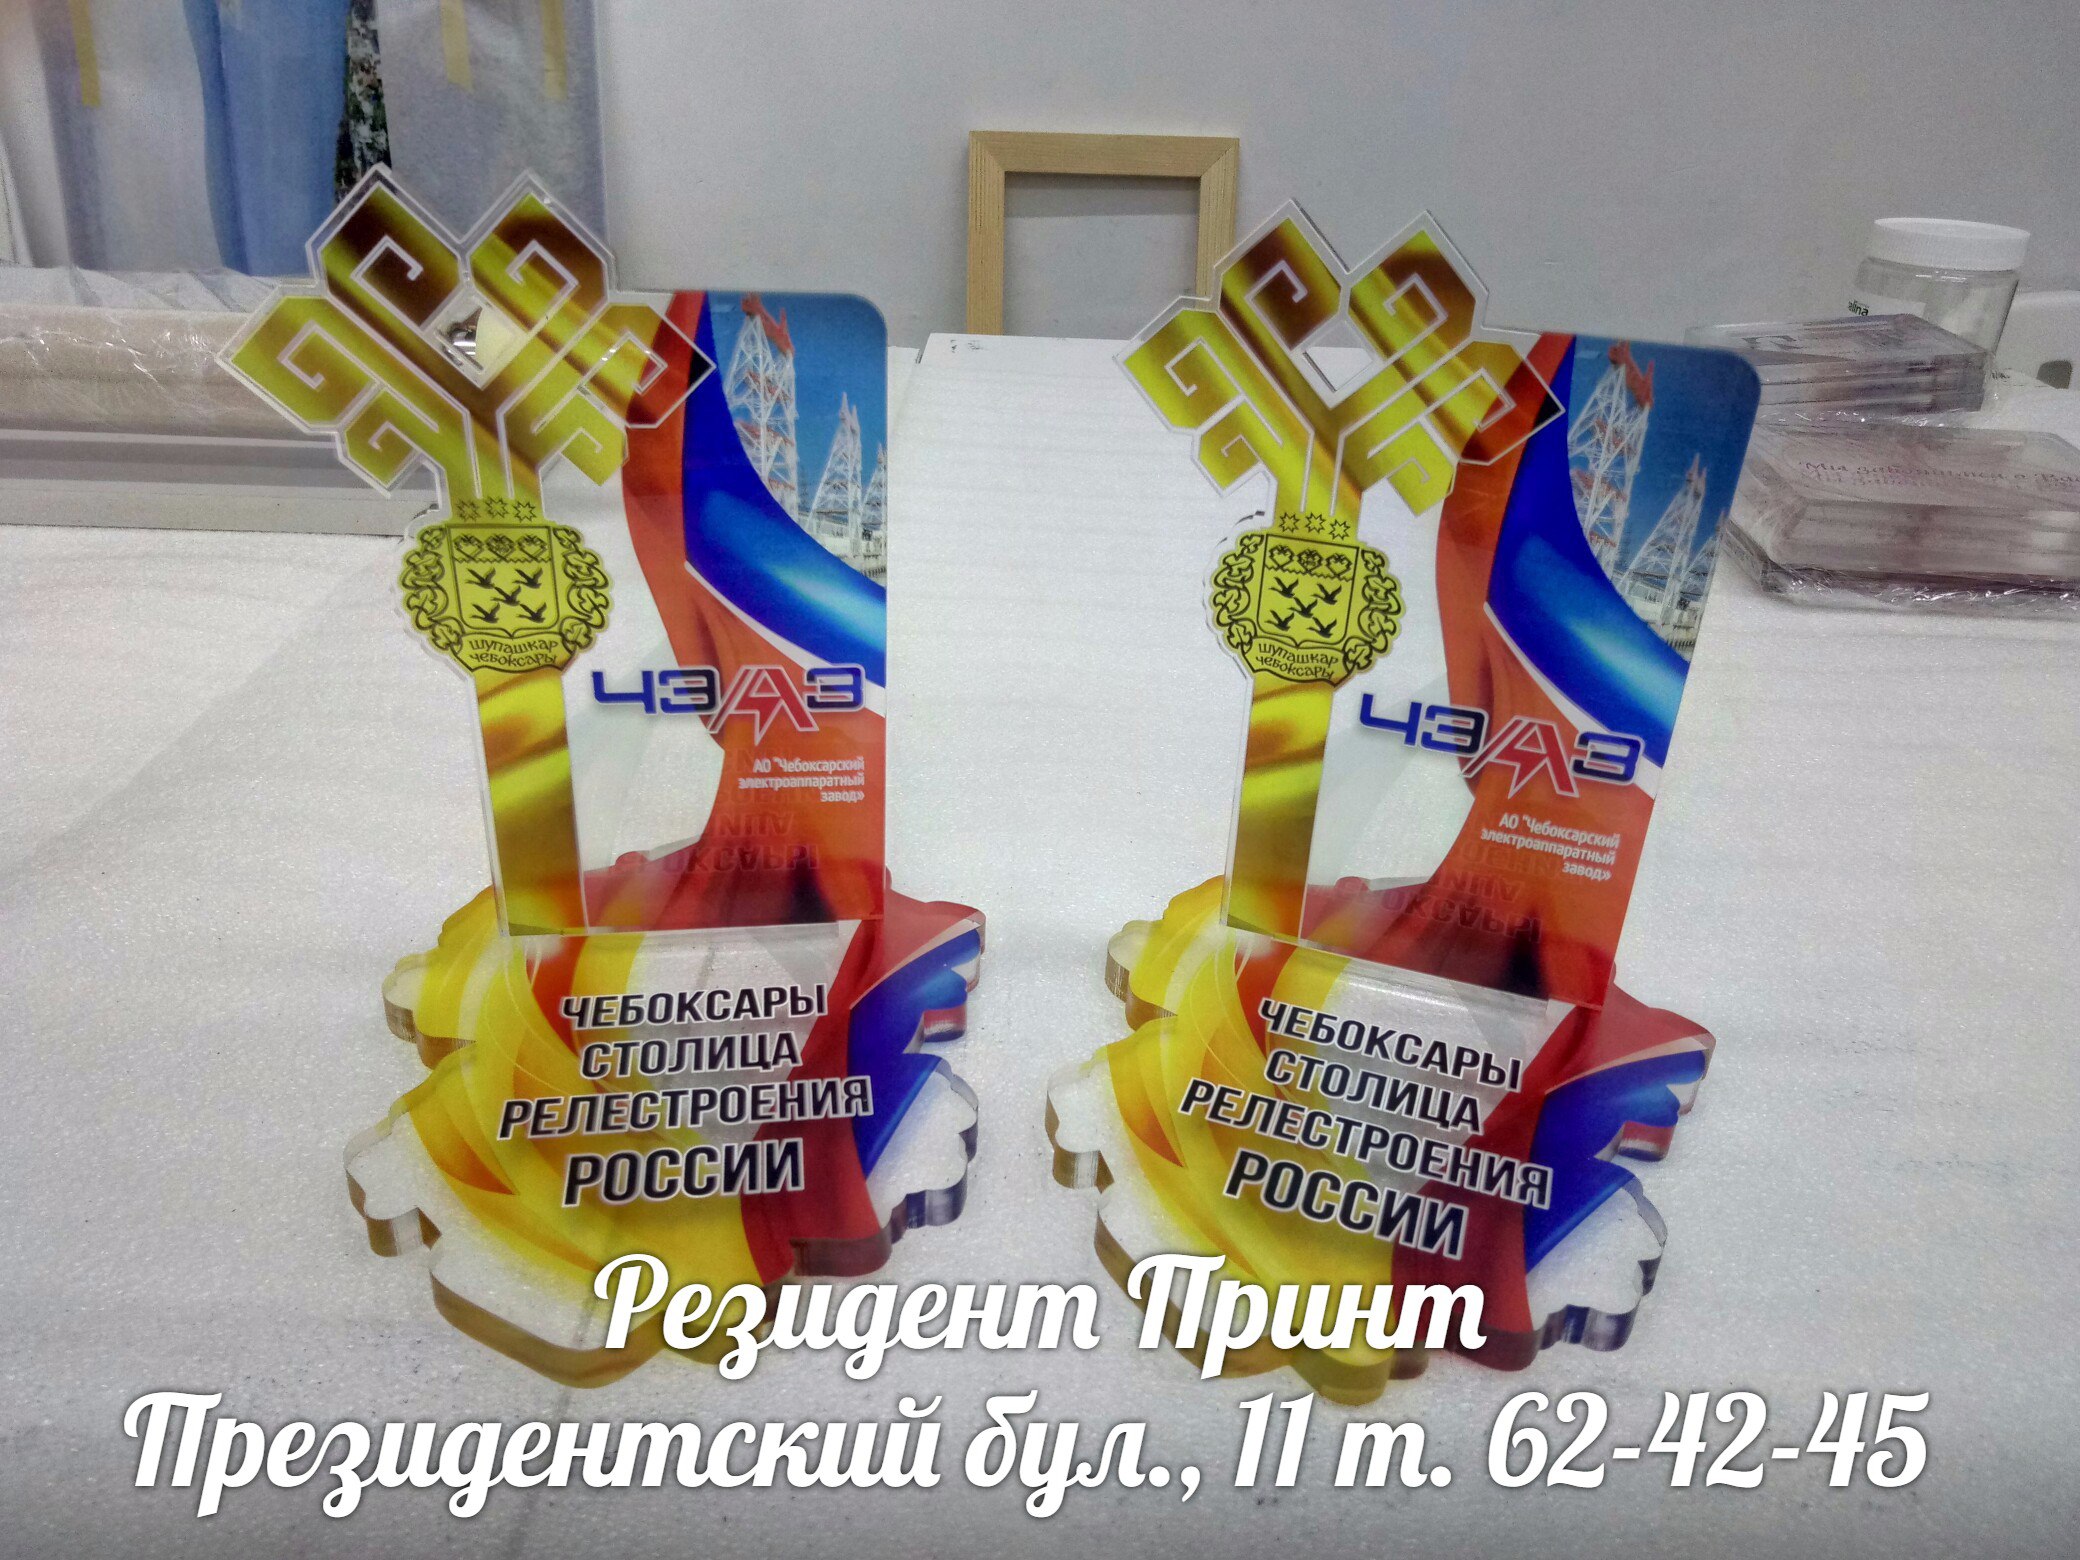 ШУПАШКАР
ЧЕБОКСАРЫ
ЧЭАЗ
АО "Чебоксарский
электроаппаратный
завод»
ЧЕБОКСАРЫ
СТОЛИЦА
РЕЛЕСТРОЕНИЯ
РОССИИ
ШУПАШКАР
ЧЕБОКСАРЫ
ЧЭАЗ
АО "Чебоксарский
электроаппаратный
завод»
ЧЕБОКСАРЫ
СТОЛИЦА
РЕЛЕСТРОЕНИЯ
РОССИИ
Резидент Принт
Президентский бул., 11 т. 62-42-45